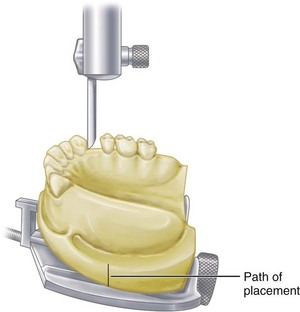 Path of
placement